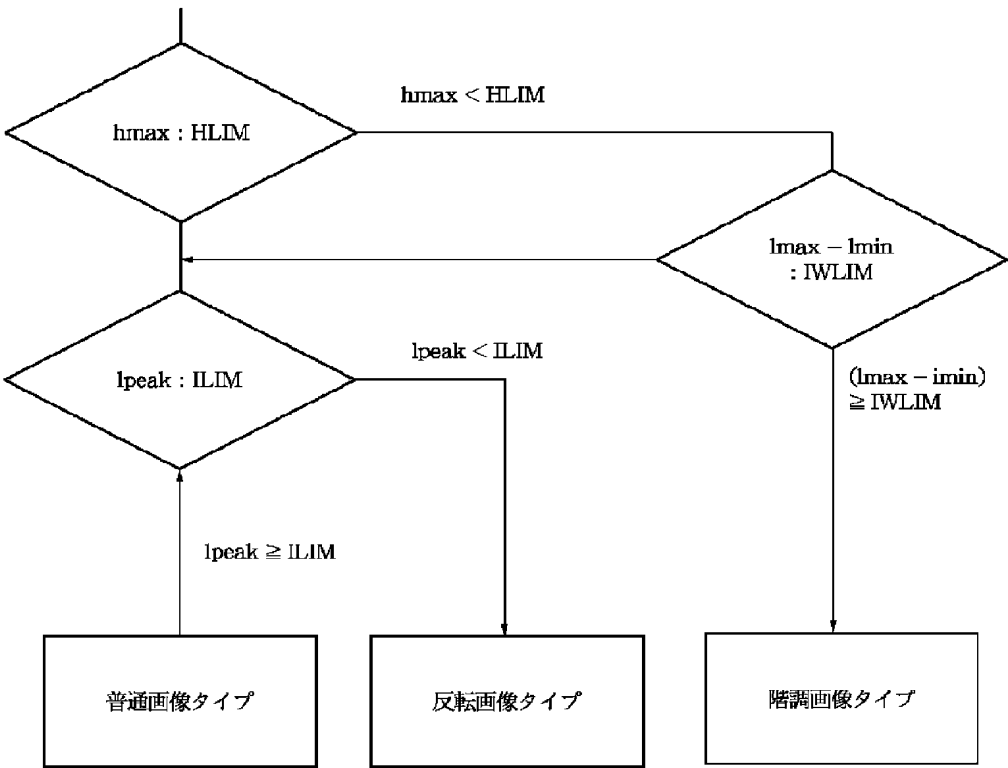 hmax < HLIM
hmax : HLIM
lmax − lmin
: IWLIM
lpeak < ILIM
lpeak : ILIM
(lmax − imin)
≧ IWLIM
lpeak ≧ ILIM
普通画像タイプ
反転画像タイプ
階調画像タイプ